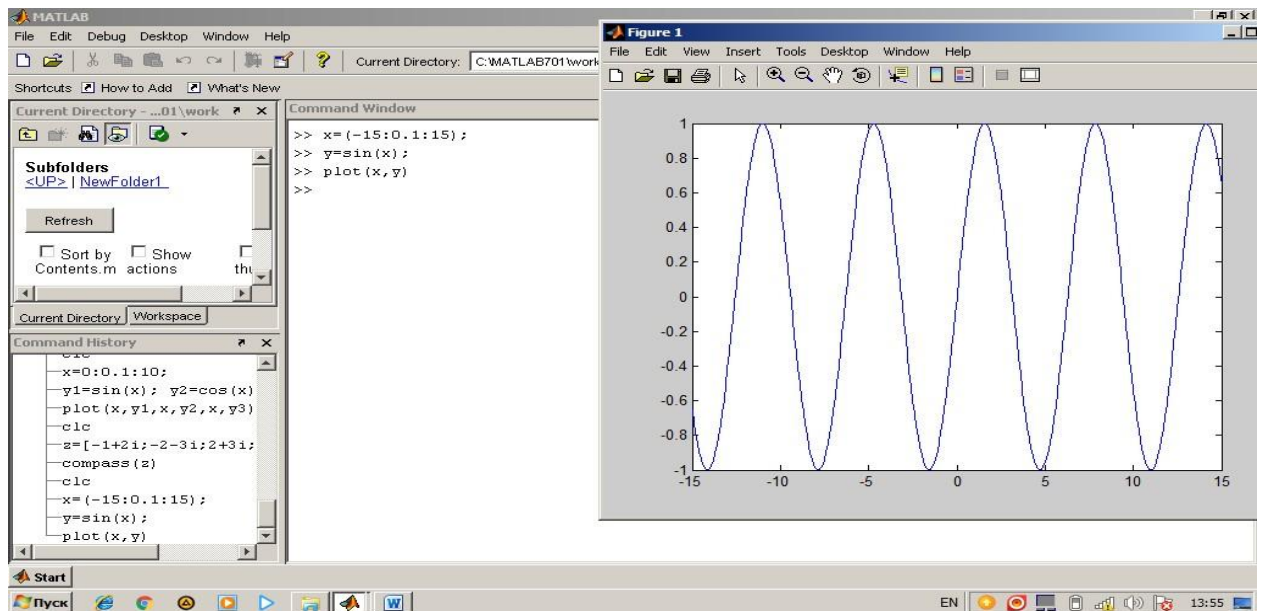 MATLAB
File Edit Debug Desktop Window Help
Current Directory: C:\MATLAB701\work
Shortcuts How to Add What's New
Current Directory - ...01\work
Subfolders
<UP> | NewFolder1
Refresh
Sort by Show
Contents.m actions
Current Directory Workspace
Command History
clc
x=0:0.1:10;
y1=sin(x); y2=cos(x)
plot(x,y1,x,y2,x,y3)
clc
z=[-1+2i;-2-3i;2+3i;
compass(z)
clc
x=(-15:0.1:15);
y=sin(x);
plot(x,y)
Command Window
>> x=(-15:0.1:15);
>> y=sin(x);
>> plot(x,y)
>>
Figure 1
File Edit View Insert Tools Desktop Window Help
1
0.8
0.6
0.4
0.2
0
-0.2
-0.4
-0.6
-0.8
-1
-15 -10 -5 0 5 10 15
Start
Пуск
EN 13:55